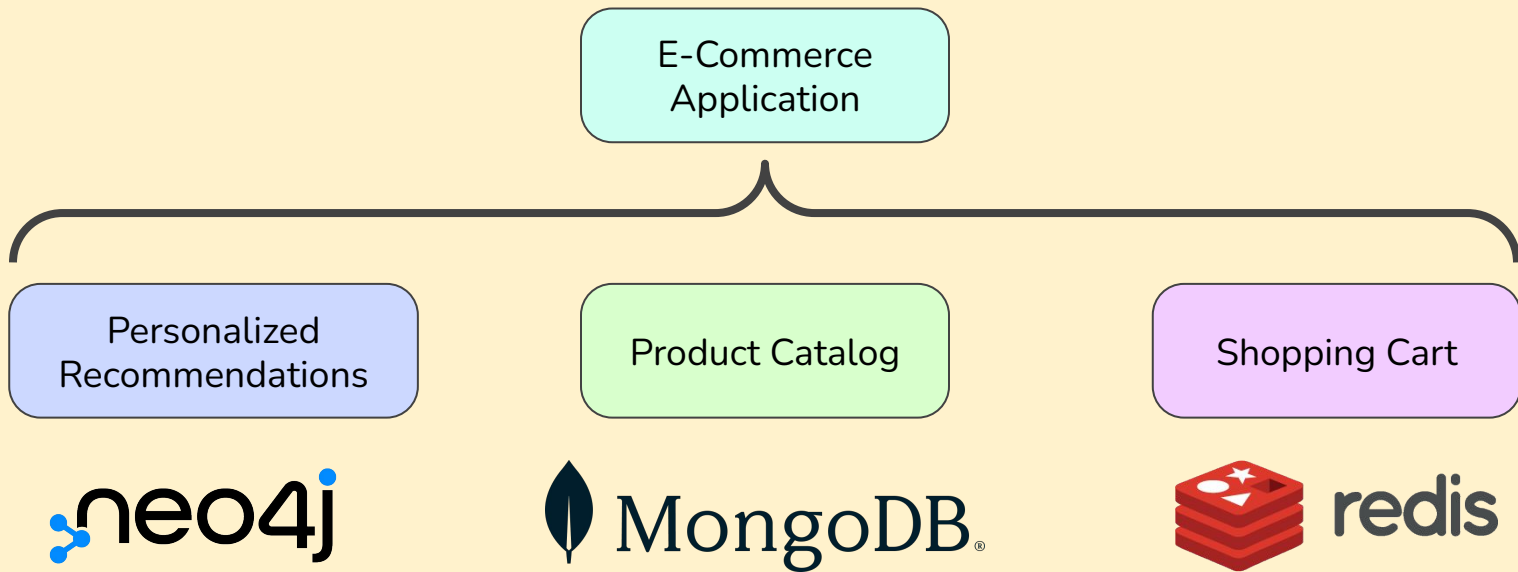 E-Commerce
Application
Personalized
Recommendations
Product Catalog
Shopping Cart
neo4j
MongoDB®
redis